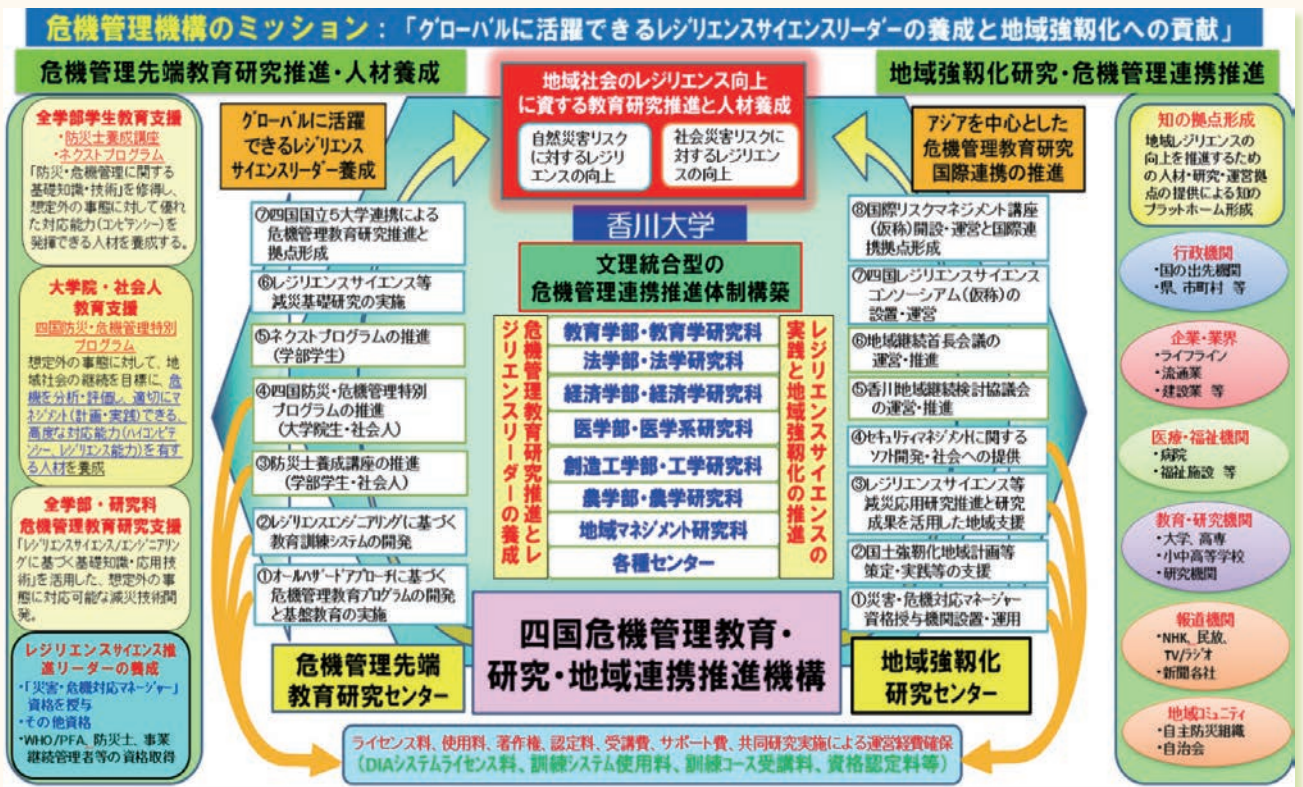 危機管理機構のミッション：「グローバルに活躍できるレジリエンスサイエンスリーダーの養成と地域強靱化への貢献」
危機管理先端教育研究推進・人材養成
全学部学生教育支援
・防災士養成講座
・ネクストプログラム
「防災・危機管理に関する
基礎知識・技術」を修得し、
想定外の事態に対して優れ
た対応能力(コンピテンシー)を
発揮できる人材を養成する。
大学院・社会人
教育支援
四国防災・危機管理特別
プログラム
想定外の事態に対して、地
域社会の継続を目標に、危
機を分析・評価し、適切にマ
ネジメント(計画・実践)できる、
高度な対応能力(ハイコンピテ
ンシー、レジリエンス能力)を有す
る人材を養成
全学部・研究科
危機管理教育研究支援
「レジリエンスサイエンス/エンジニアリン
グに基づく基礎知識・応用技
術」を活用した、想定外の事
態に対応可能な減災技術開
発。
レジリエンスサイエンス推
進リーダーの養成
・「災害・危機対応マネージャー」
資格を授与
・その他資格
・WHO/PFA、防災士、事業
継続管理者等の資格取得
グローバルに活躍
できるレジリエンス
サイエンスリーダー養成
⑦四国国立5大学連携による
危機管理教育研究推進と
拠点形成
⑥レジリエンスサイエンス等
減災基礎研究の実施
⑤ネクストプログラムの推進
(学部学生)
④四国防災・危機管理特別
プログラムの推進
(大学院生・社会人)
③防災士養成講座の推進
(学部学生・社会人)
②レジリエンスエンジニアリングに基づく
教育訓練システムの開発
①オールハザードアプローチに基づく
危機管理教育プログラムの開発
と基盤教育の実施
危機管理先端
教育研究センター
地域社会のレジリエンス向上
に資する教育研究推進と人材養成
自然災害リスク
に対するレジリ
エンスの向上
社会災害リスクに
対するレジリエン
スの向上
香川大学
文理統合型の
危機管理連携推進体制構築
危機管理教育研究推進とレ
ジリエンスリーダーの養成
教育学部・教育学研究科
法学部・法学研究科
経済学部・経済学研究科
医学部・医学系研究科
創造工学部・工学研究科
農学部・農学研究科
地域マネジメント研究科
各種センター
レジリエンスサイエンスの
実践と地域強靱化の推進
四国危機管理教育・
研究・地域連携推進機構
地域強靱化研究・危機管理連携推進
アジアを中心とした
危機管理教育研究
国際連携の推進
⑧国際リスクマネジメント講座
(仮称)開設・運営と国際連
携拠点形成
⑦四国レジリエンスサイエンス
コンソーシアム(仮称)の
設置・運営
⑥地域継続首長会議の
運営・推進
⑤香川地域継続検討協議会
の運営・推進
④セキュリティマネジメントに関する
ソフト開発・社会への提供
③レジリエンスサイエンス等
減災応用研究推進と研究
成果を活用した地域支援
②国土強靱化地域計画等
策定・実践等の支援
①災害・危機対応マネージャー
資格授与機関設置・運用
地域強靱化
研究センター
知の拠点形成
地域レジリエンスの
向上を推進するため
の人材・研究・運営拠
点の提供による知の
プラットホーム形成
行政機関
・国の出先機関
・県、市町村 等
企業・業界
・ライフライン
・流通業
・建設業 等
医療・福祉機関
・病院
・福祉施設 等
教育・研究機関
・大学、高専
・小中高等学校
・研究機関
報道機関
・NHK、民放、
TV/ラジオ
・新聞各社
地域コミュニティ
・自主防災組織
・自治会
ライセンス料、使用料、著作権、認定料、受講費、サポート費、共同研究実施による運営経費確保
(DIAシステムライセンス料、訓練システム使用料、訓練コース受講料、資格認定料等)